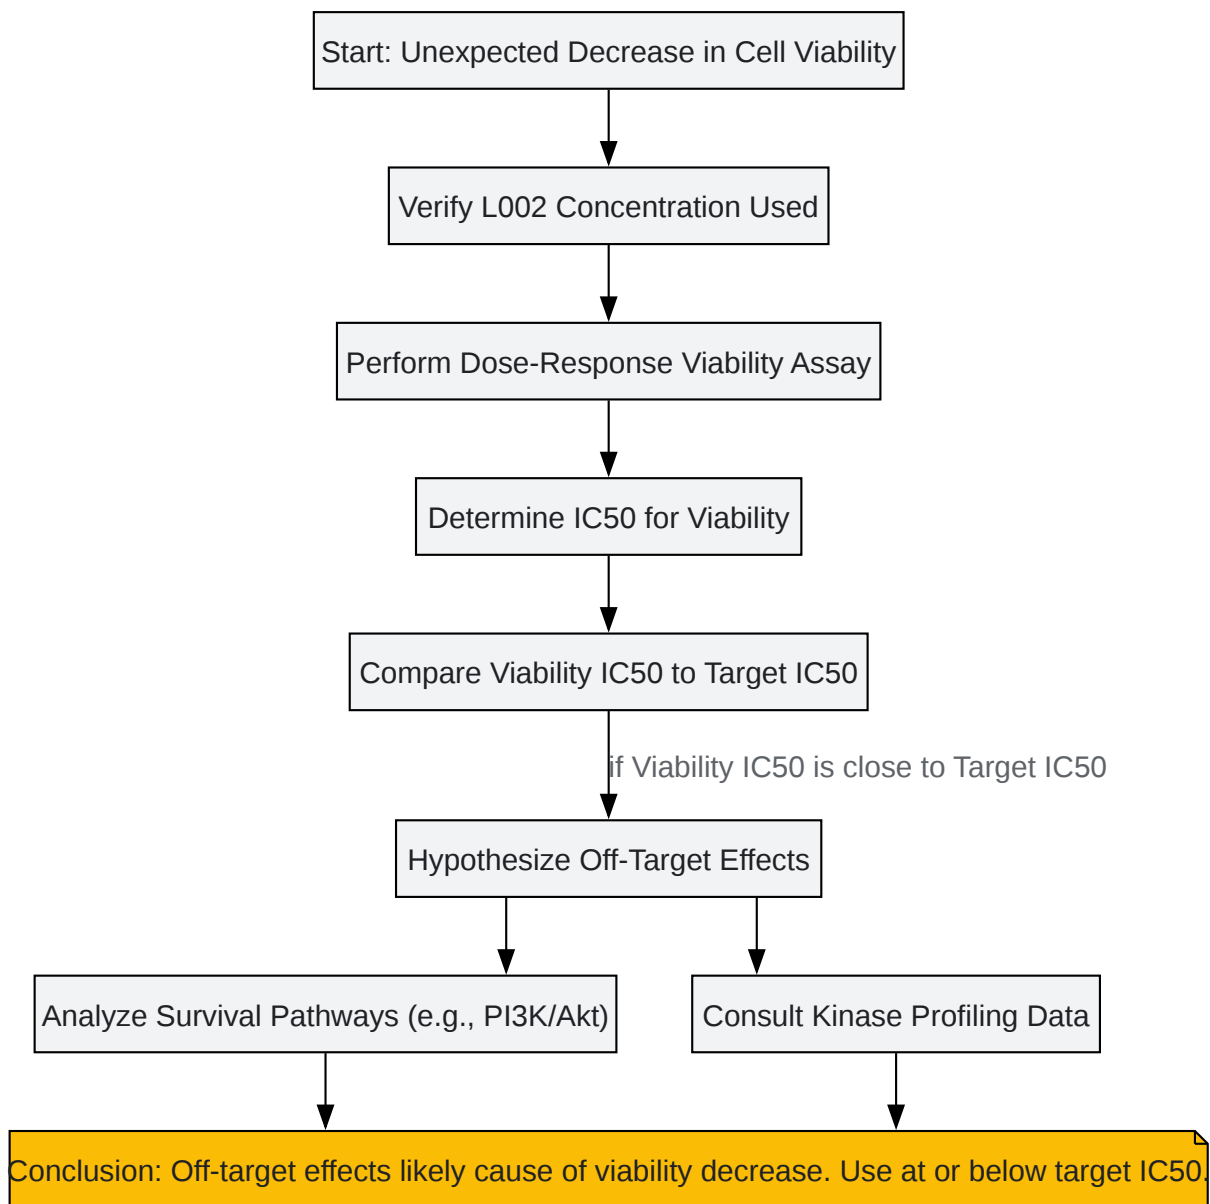 Start: Unexpected Decrease in Cell Viability
Verify L002 Concentration Used
Perform Dose-Response Viability Assay
Determine IC50 for Viability
Compare Viability IC50 to Target IC50
if Viability IC50 is close to Target IC50
Hypothesize Off-Target Effects
Analyze Survival Pathways (e.g., PI3K/Akt)
Consult Kinase Profiling Data
Conclusion: Off-target effects likely cause of viability decrease. Use at or below target IC50.